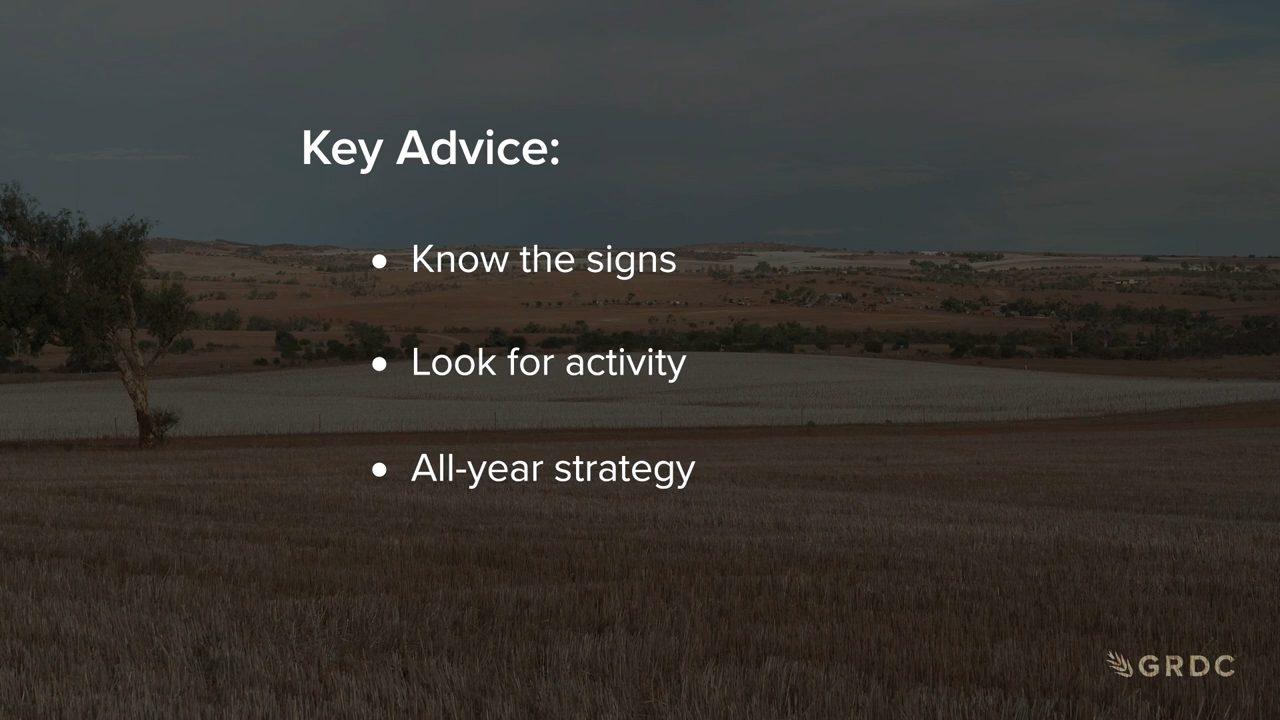 Key Advice:
• Know the signs
• Look for activity
• All-year strategy
GRDC